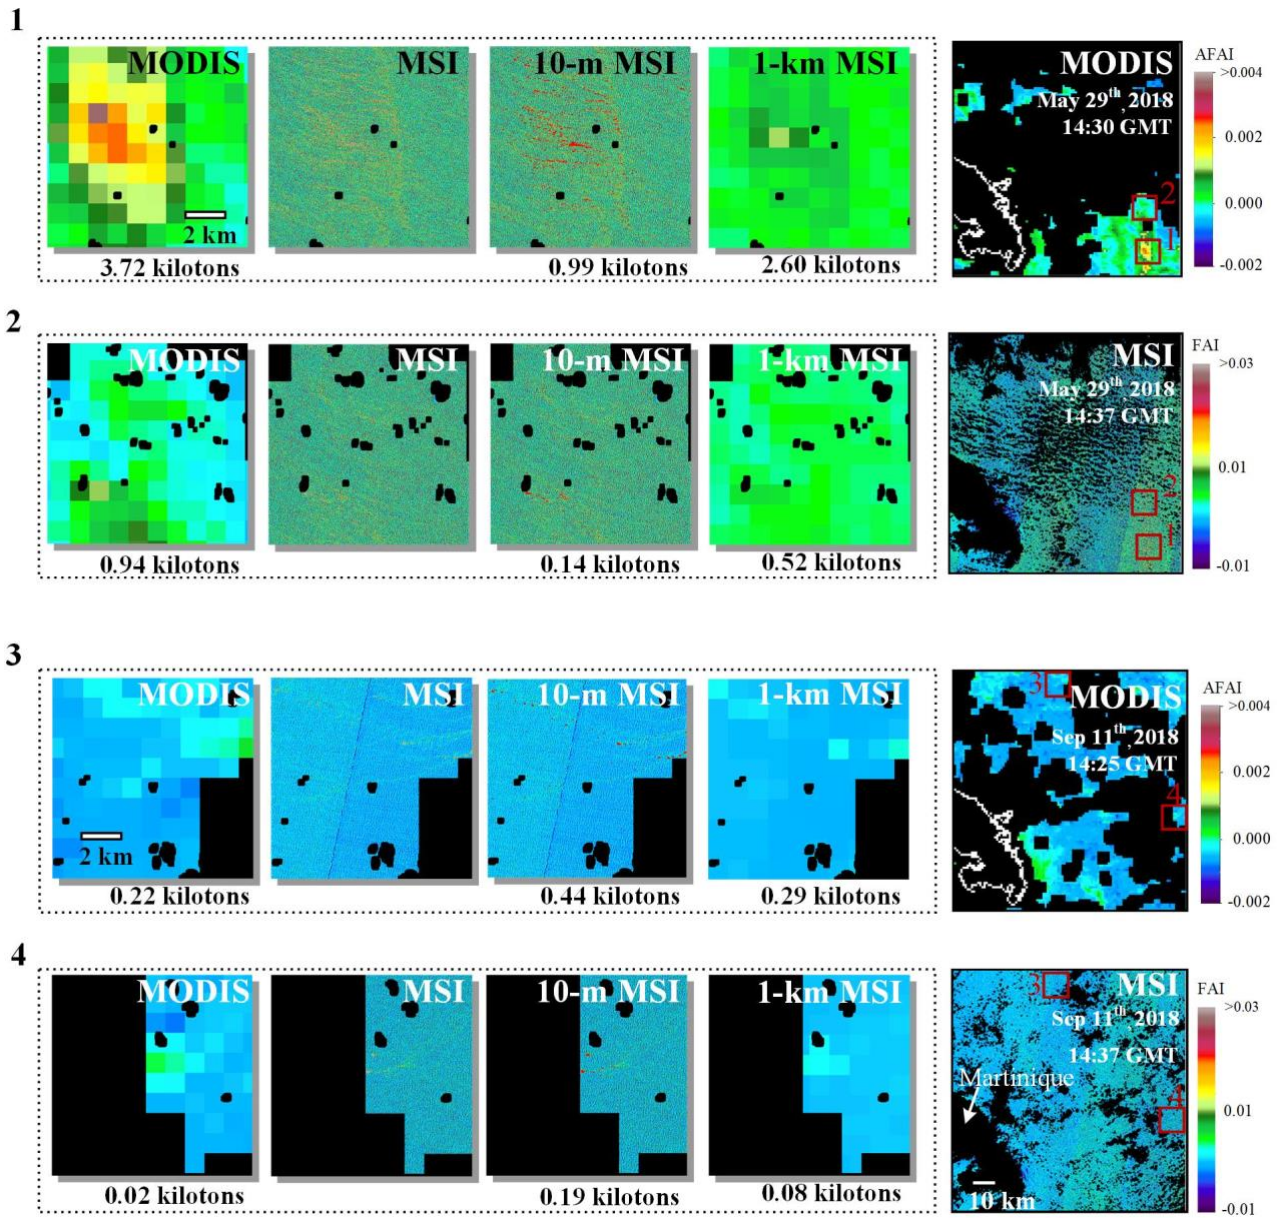 1
MODIS
MSI
10-m MSI
1-km MSI
2 km
3.72 kilotons
0.99 kilotons
2.60 kilotons
MODIS
May 29th,2018
14:30 GMT
2
1
AFAI
>0.004
0.002
0.000
-0.002
2
MODIS
MSI
10-m MSI
1-km MSI
0.94 kilotons
0.14 kilotons
0.52 kilotons
MSI
May 29th,2018
14:37 GMT
2
1
FAI
>0.03
0.01
-0.01
3
MODIS
MSI
10-m MSI
1-km MSI
2 km
0.22 kilotons
0.44 kilotons
0.29 kilotons
3
MODIS
Sep 11th,2018
14:25 GMT
4
AFAI
>0.004
0.002
0.000
-0.002
4
MODIS
MSI
10-m MSI
1-km MSI
0.02 kilotons
0.19 kilotons
0.08 kilotons
3
MSI
Sep 11th,2018
14:37 GMT
Martinique
4
10 km
FAI
>0.03
0.01
-0.01